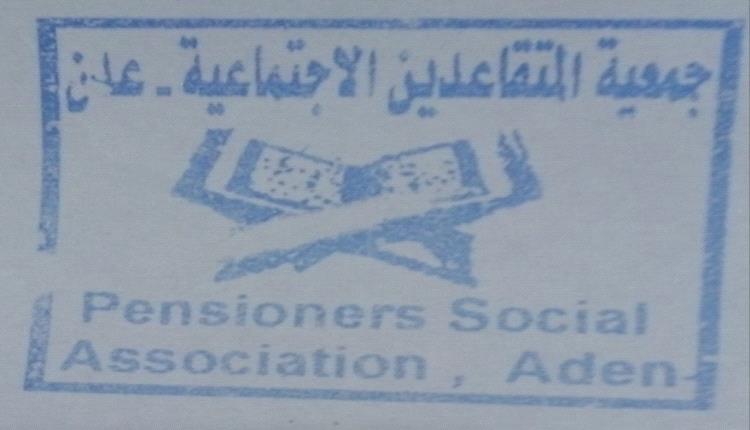 جمعية المتقاعدين الاجتماعية ـ عدن
Pensioners Social
Association , Aden